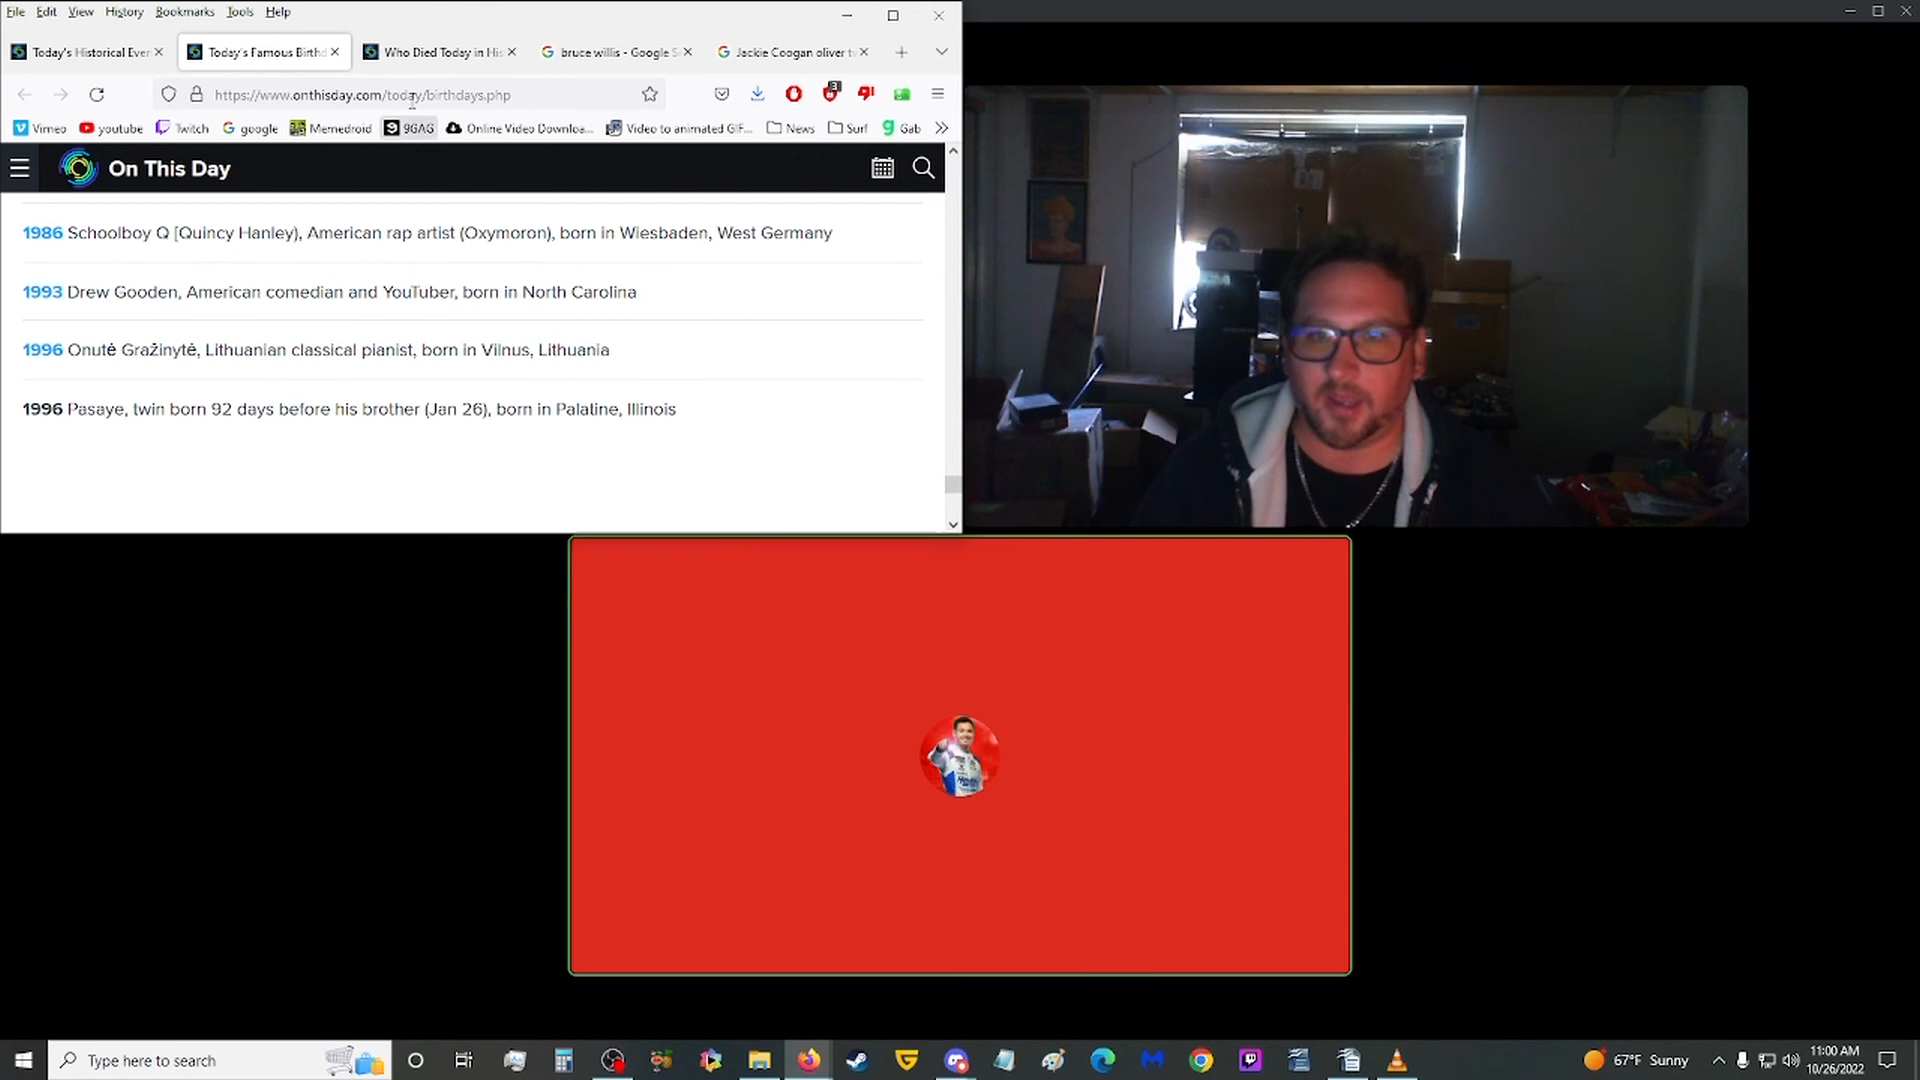 File Edit View History Bookmarks Tools Help
Today's Historical Even
Today's Famous Birthd
Who Died Today in His
bruce willis - Google S
Jackie Coogan oliver tw
https://www.onthisday.com/today/birthdays.php
3
Vimeo youtube Twitch google Memedroid 9GAG Online Video Downloa... Video to animated GIF... News Surf Gab
On This Day
1986 Schoolboy Q [Quincy Hanley), American rap artist (Oxymoron), born in Wiesbaden, West Germany
1993 Drew Gooden, American comedian and YouTuber, born in North Carolina
1996 Onutė Gražinytė, Lithuanian classical pianist, born in Vilnus, Lithuania
1996 Pasaye, twin born 92 days before his brother (Jan 26), born in Palatine, Illinois
Type here to search
67°F Sunny
11:00 AM
10/26/2022